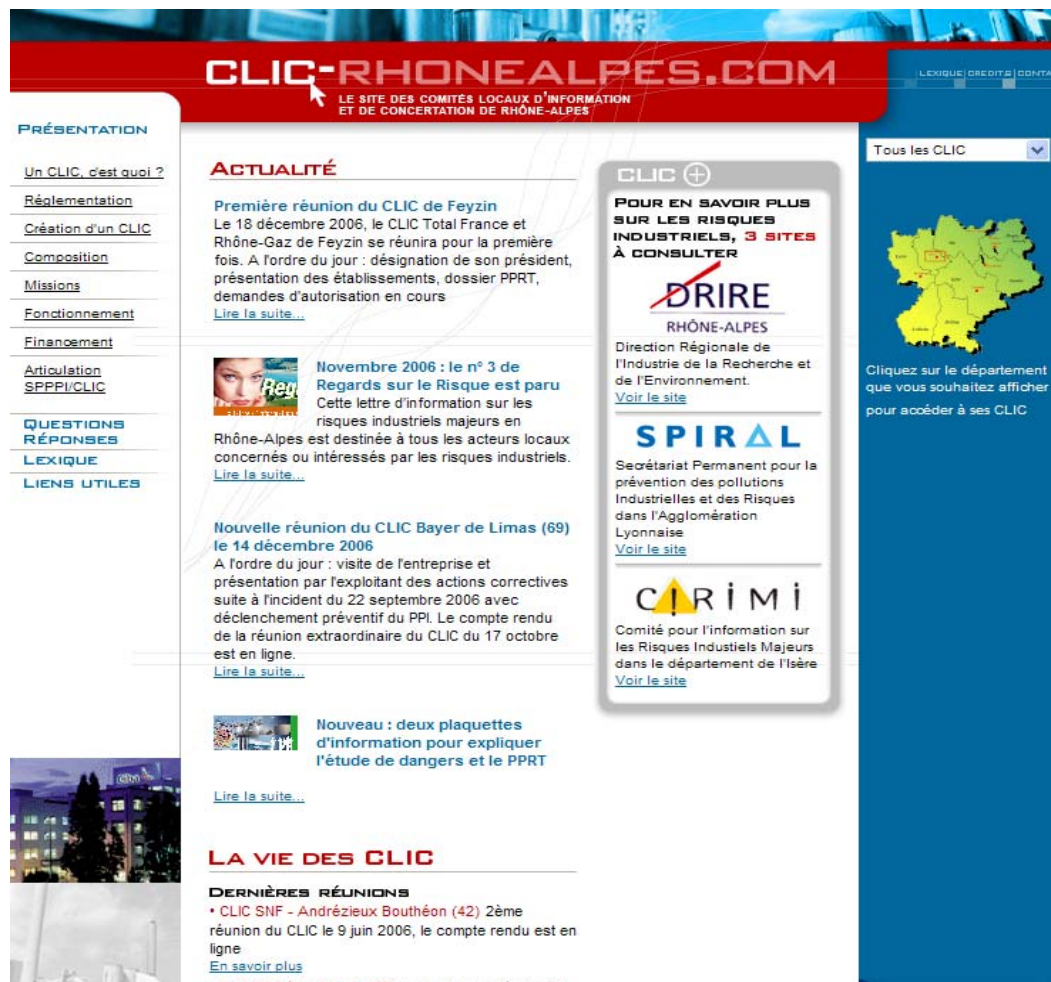 CLIC-RHONEALPES.COM
LE SITE DES COMITÉS LOCAUX D'INFORMATION
ET DE CONCERTATION DE RHÔNE-ALPES
LEXIQUE|CREDITS|CONTA
PRÉSENTATION
Un CLIC, c'est quoi ?
Réglementation
Création d'un CLIC
Composition
Missions
Fonctionnement
Financement
Articulation
SPPPI/CLIC
QUESTIONS
RÉPONSES
LEXIQUE
LIENS UTILES
ACTUALITÉ
Première réunion du CLIC de Feyzin
Le 18 décembre 2006, le CLIC Total France et
Rhône-Gaz de Feyzin se réunira pour la première
fois. A l'ordre du jour : désignation de son président,
présentation des établissements, dossier PPRT,
demandes d'autorisation en cours
Lire la suite...
Regards
Novembre 2006 : le n° 3 de
Regards sur le Risque est paru
Cette lettre d'information sur les
risques industriels majeurs en
Rhône-Alpes est destinée à tous les acteurs locaux
concernés ou intéressés par les risques industriels.
Lire la suite...
Nouvelle réunion du CLIC Bayer de Limas (69)
le 14 décembre 2006
A l'ordre du jour : visite de l'entreprise et
présentation par l'exploitant des actions correctives
suite à l'incident du 22 septembre 2006 avec
déclenchement préventif du PPI. Le compte rendu
de la réunion extraordinaire du CLIC du 17 octobre
est en ligne.
Lire la suite...
Nouveau : deux plaquettes
d'information pour expliquer
l'étude de dangers et le PPRT
Lire la suite...
LA VIE DES CLIC
DERNIÈRES RÉUNIONS
• CLIC SNF - Andrézieux Bouthéon (42) 2ème
réunion du CLIC le 9 juin 2006, le compte rendu est en
ligne
En savoir plus
CLIC +
POUR EN SAVOIR PLUS
SUR LES RISQUES
INDUSTRIELS, 3 SITES
À CONSULTER
DRIRE
RHÔNE-ALPES
Direction Régionale de
l'Industrie de la Recherche et
de l'Environnement.
Voir le site
SPIRAL
Secrétariat Permanent pour la
prévention des pollutions
Industrielles et des Risques
dans l'Agglomération
Lyonnaise
Voir le site
CIRIMI
Comité pour l'information sur
les Risques Industiels Majeurs
dans le département de l'Isère
Voir le site
Tous les CLIC
Cliquez sur le département
que vous souhaitez afficher
pour accéder à ses CLIC